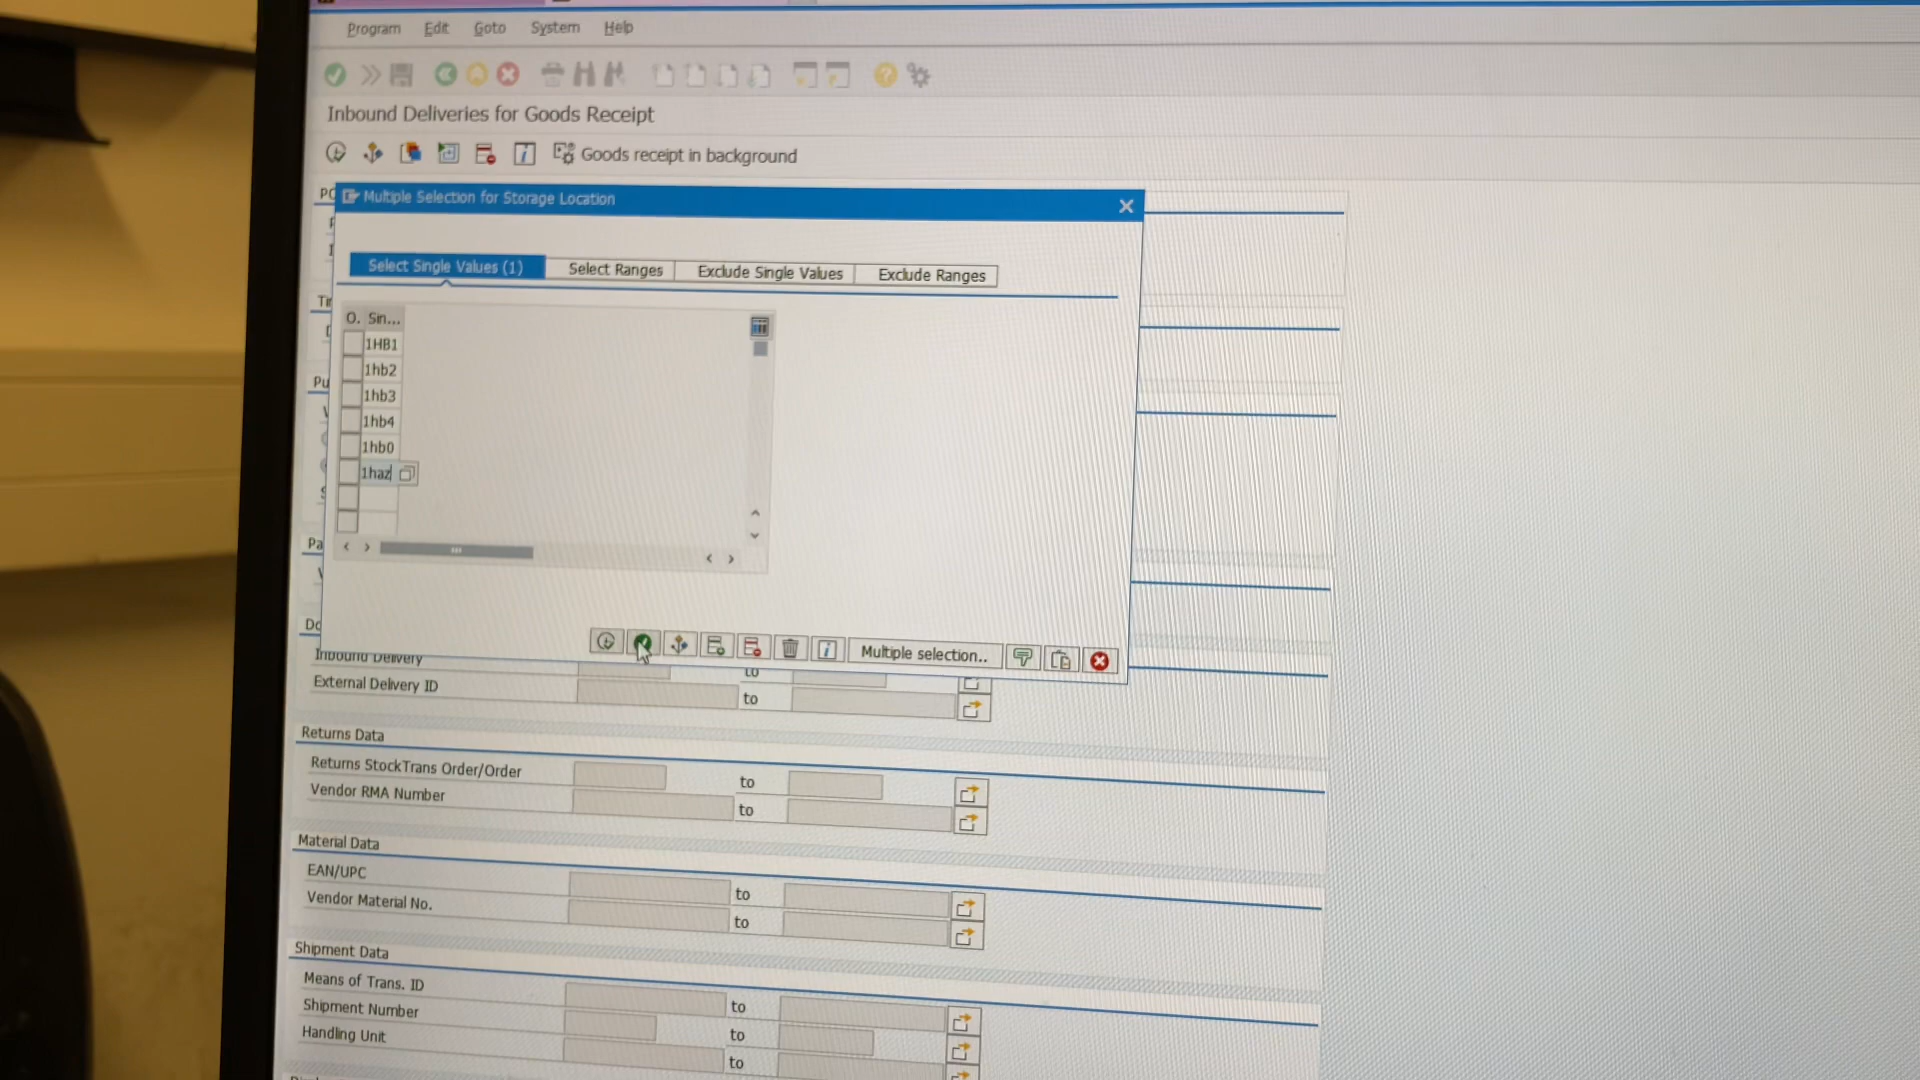 Program Edit Goto System Help
Inbound Deliveries for Goods Receipt
Goods receipt in background
Multiple Selection for Storage Location
Select Single Values (1) Select Ranges Exclude Single Values Exclude Ranges
O. Sin...
1HB1
1hb2
1hb3
1hb4
1hb0
1haz
Multiple selection..
Inbound Delivery to
External Delivery ID to
Returns Data
Returns StockTrans Order/Order to
Vendor RMA Number to
Material Data
EAN/UPC to
Vendor Material No. to
Shipment Data
Means of Trans. ID to
Shipment Number to
Handling Unit to